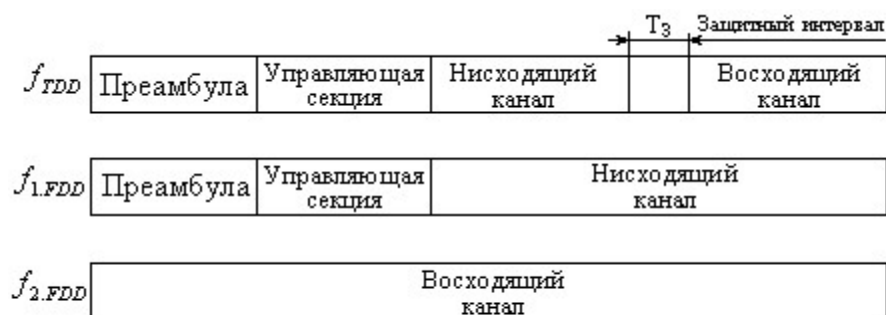 T₃ Защитный интервал
f_TDD Преамбула Управляющая секция Нисходящий канал Восходящий канал
f_1.FDD Преамбула Управляющая секция Нисходящий канал
f_2.FDD Восходящий канал